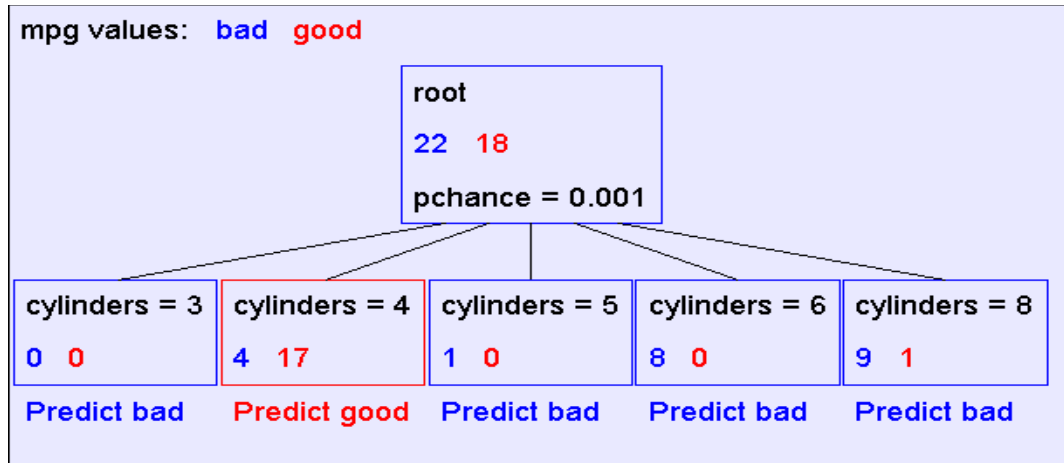 mpg values: bad good
root
22 18
pchance = 0.001
cylinders = 3
0 0
Predict bad
cylinders = 4
4 17
Predict good
cylinders = 5
1 0
Predict bad
cylinders = 6
8 0
Predict bad
cylinders = 8
9 1
Predict bad